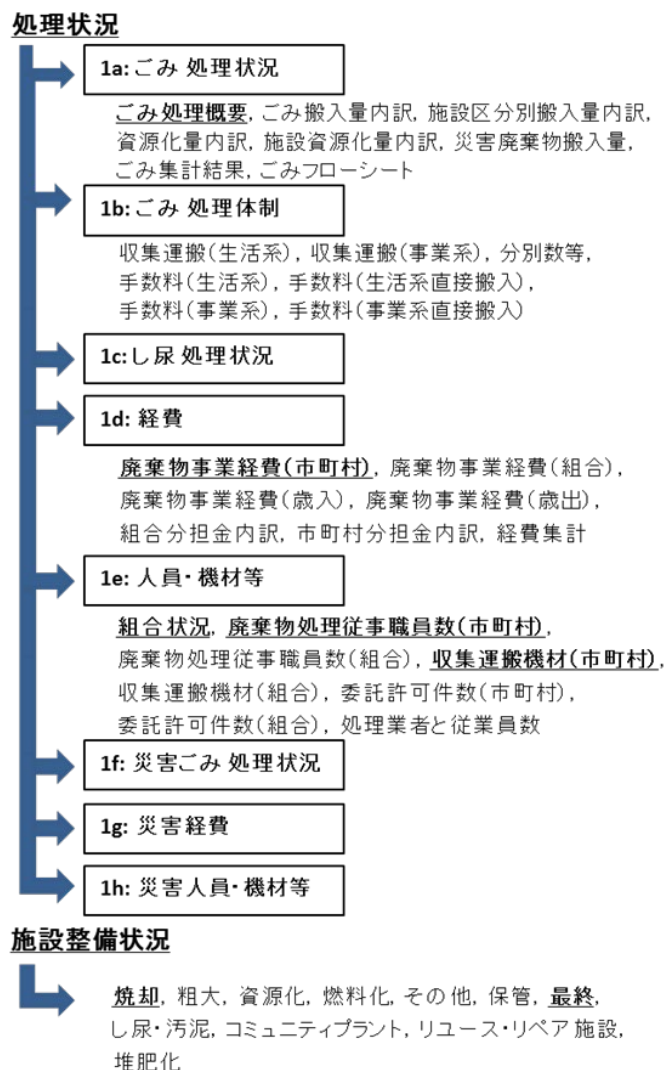 処理状況
1a:ごみ 処理状況
ごみ処理概要, ごみ搬入量内訳, 施設区分別搬入量内訳,
資源化量内訳, 施設資源化量内訳, 災害廃棄物搬入量,
ごみ集計結果, ごみフローシート
1b:ごみ 処理体制
収集運搬(生活系), 収集運搬(事業系), 分別数等,
手数料(生活系), 手数料(生活系直接搬入),
手数料(事業系), 手数料(事業系直接搬入)
1c:し尿 処理状況
1d: 経費
廃棄物事業経費(市町村), 廃棄物事業経費(組合),
廃棄物事業経費(歳入), 廃棄物事業経費(歳出),
組合分担金内訳, 市町村分担金内訳, 経費集計
1e: 人員・機材等
組合状況, 廃棄物処理従事職員数(市町村),
廃棄物処理従事職員数(組合), 収集運搬機材(市町村),
収集運搬機材(組合), 委託許可件数(市町村),
委託許可件数(組合), 処理業者と従業員数
1f: 災害ごみ 処理状況
1g: 災害経費
1h: 災害人員・機材等
施設整備状況
焼却, 粗大, 資源化, 燃料化, その他, 保管, 最終,
し尿・汚泥, コミュニティプラント, リユース・リペア施設,
堆肥化